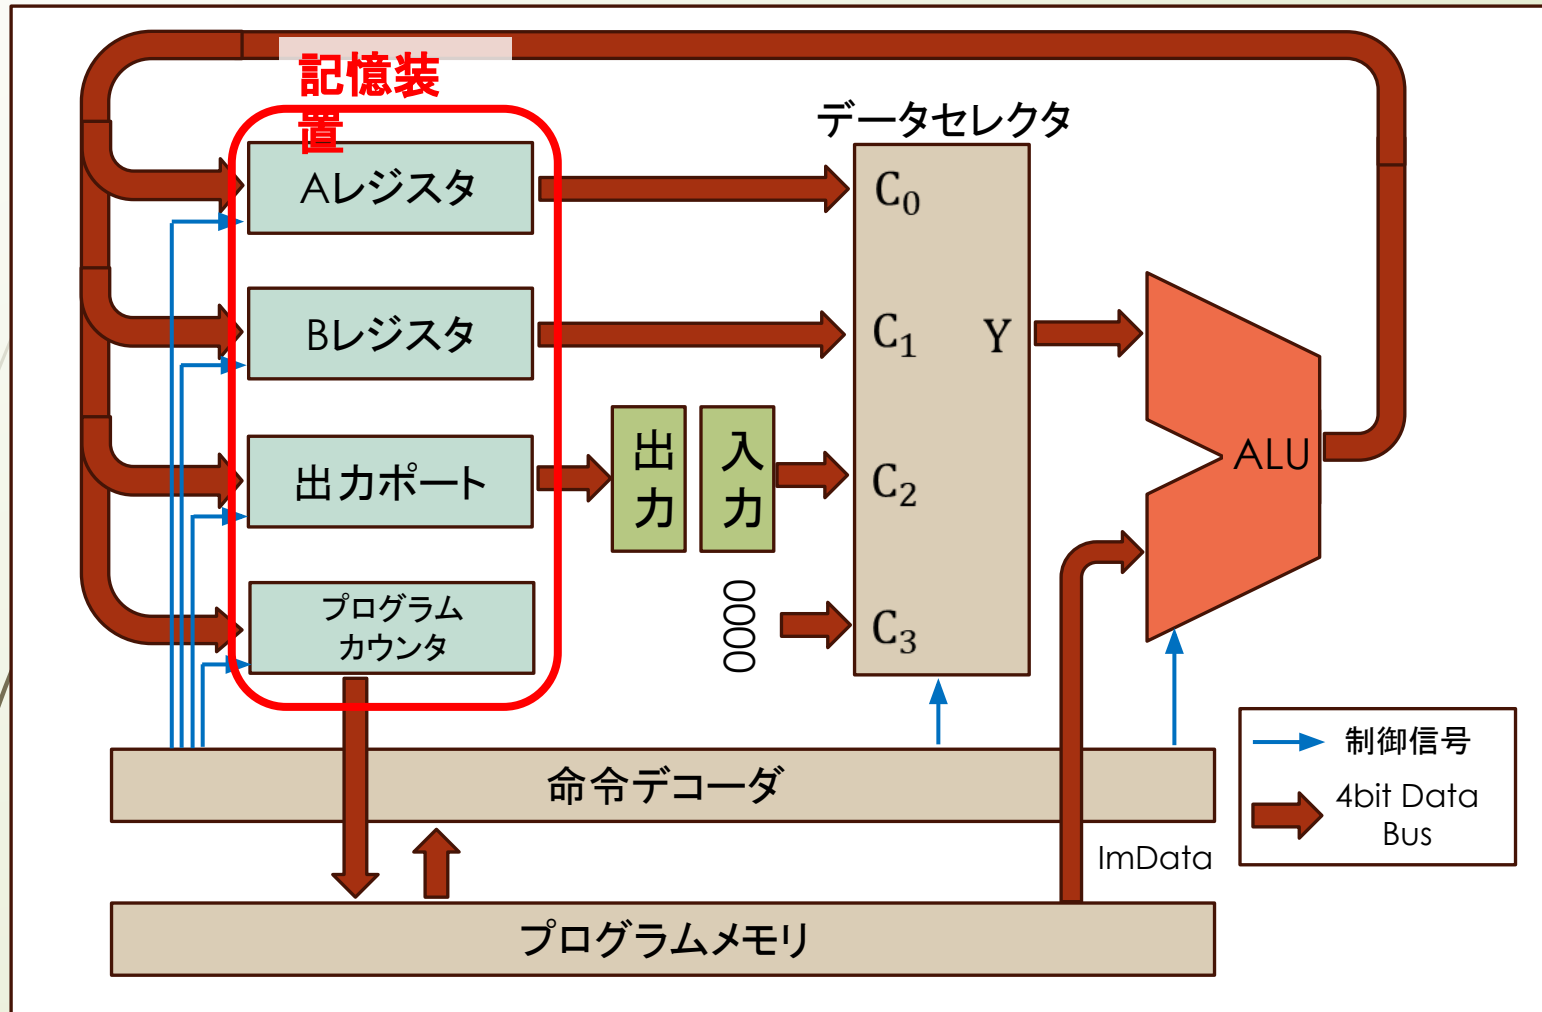 記憶装
置
データセレクタ
Aレジスタ
C0
Bレジスタ
C1
Y
出力ポート
出
力
入
力
C2
ALU
プログラム
カウンタ
0000
C3
制御信号
命令デコーダ
4bit Data
Bus
ImData
プログラムメモリ